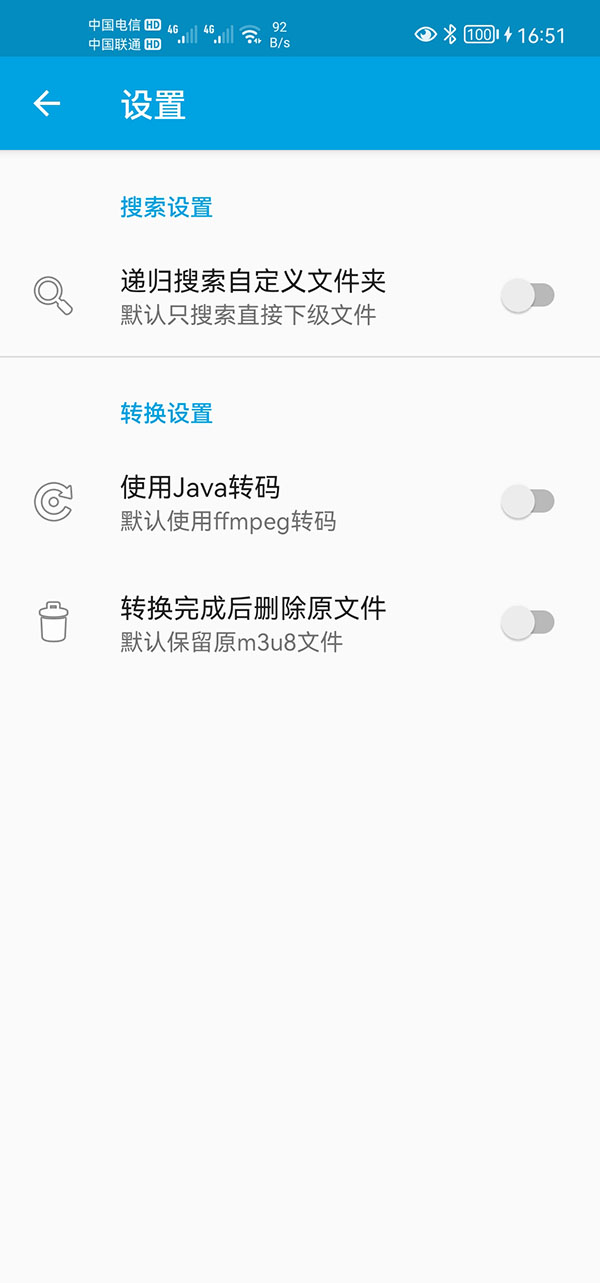 中国电信 HD 4G 4G 92
中国联通 HD B/s 100 16:51
设置
搜索设置
递归搜索自定义文件夹
默认只搜索直接下级文件
转换设置
使用Java转码
默认使用ffmpeg转码
转换完成后删除原文件
默认保留原m3u8文件